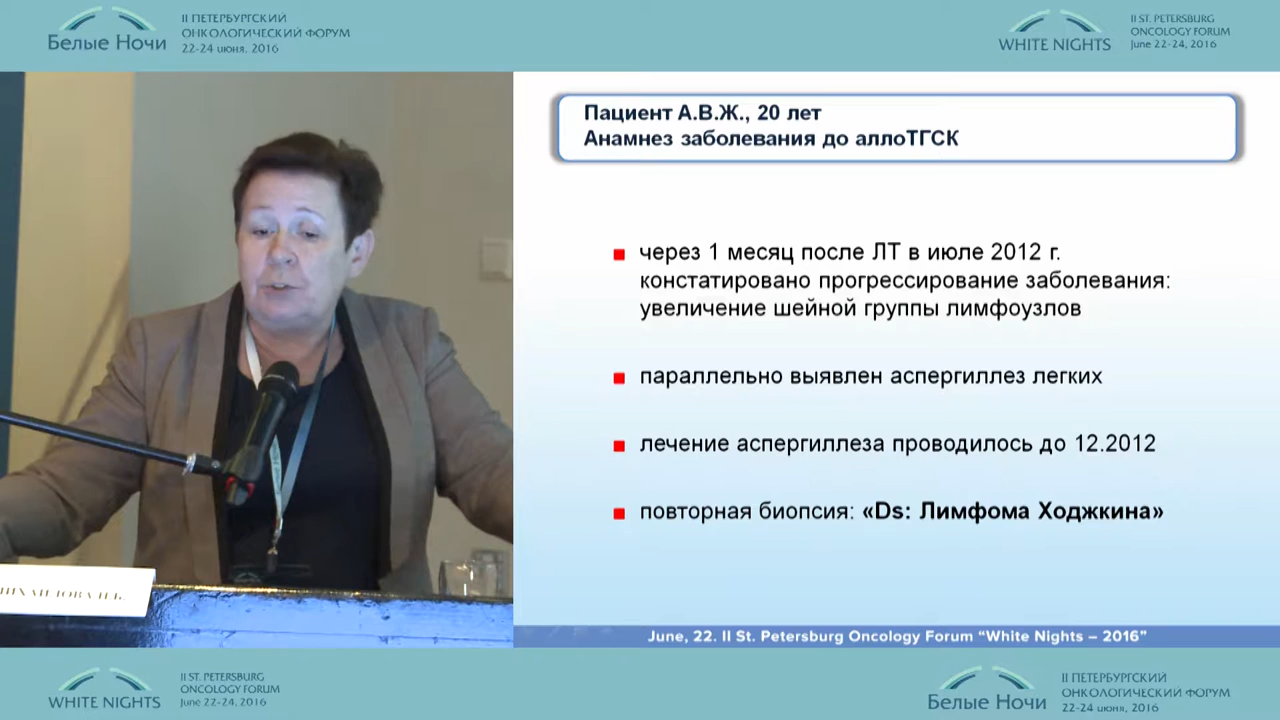 Белые Ночи
II ПЕТЕРБУРГСКИЙ
ОНКОЛОГИЧЕСКИЙ ФОРУМ
22-24 июня, 2016
WHITE NIGHTS
II ST. PETERSBURG
ONCOLOGY FORUM
June 22-24, 2016
Пациент А.В.Ж., 20 лет
Анамнез заболевания до аллоТГСК
через 1 месяц после ЛТ в июле 2012 г.
констатировано прогрессирование заболевания:
увеличение шейной группы лимфоузлов
параллельно выявлен аспергиллез легких
лечение аспергиллеза проводилось до 12.2012
повторная биопсия: «Ds: Лимфома Ходжкина»
June, 22. II St. Petersburg Oncology Forum “White Nights – 2016”
WHITE NIGHTS
II ST. PETERSBURG
ONCOLOGY FORUM
June 22-24, 2016
Белые Ночи
II ПЕТЕРБУРГСКИЙ
ОНКОЛОГИЧЕСКИЙ ФОРУМ
22-24 июня, 2016